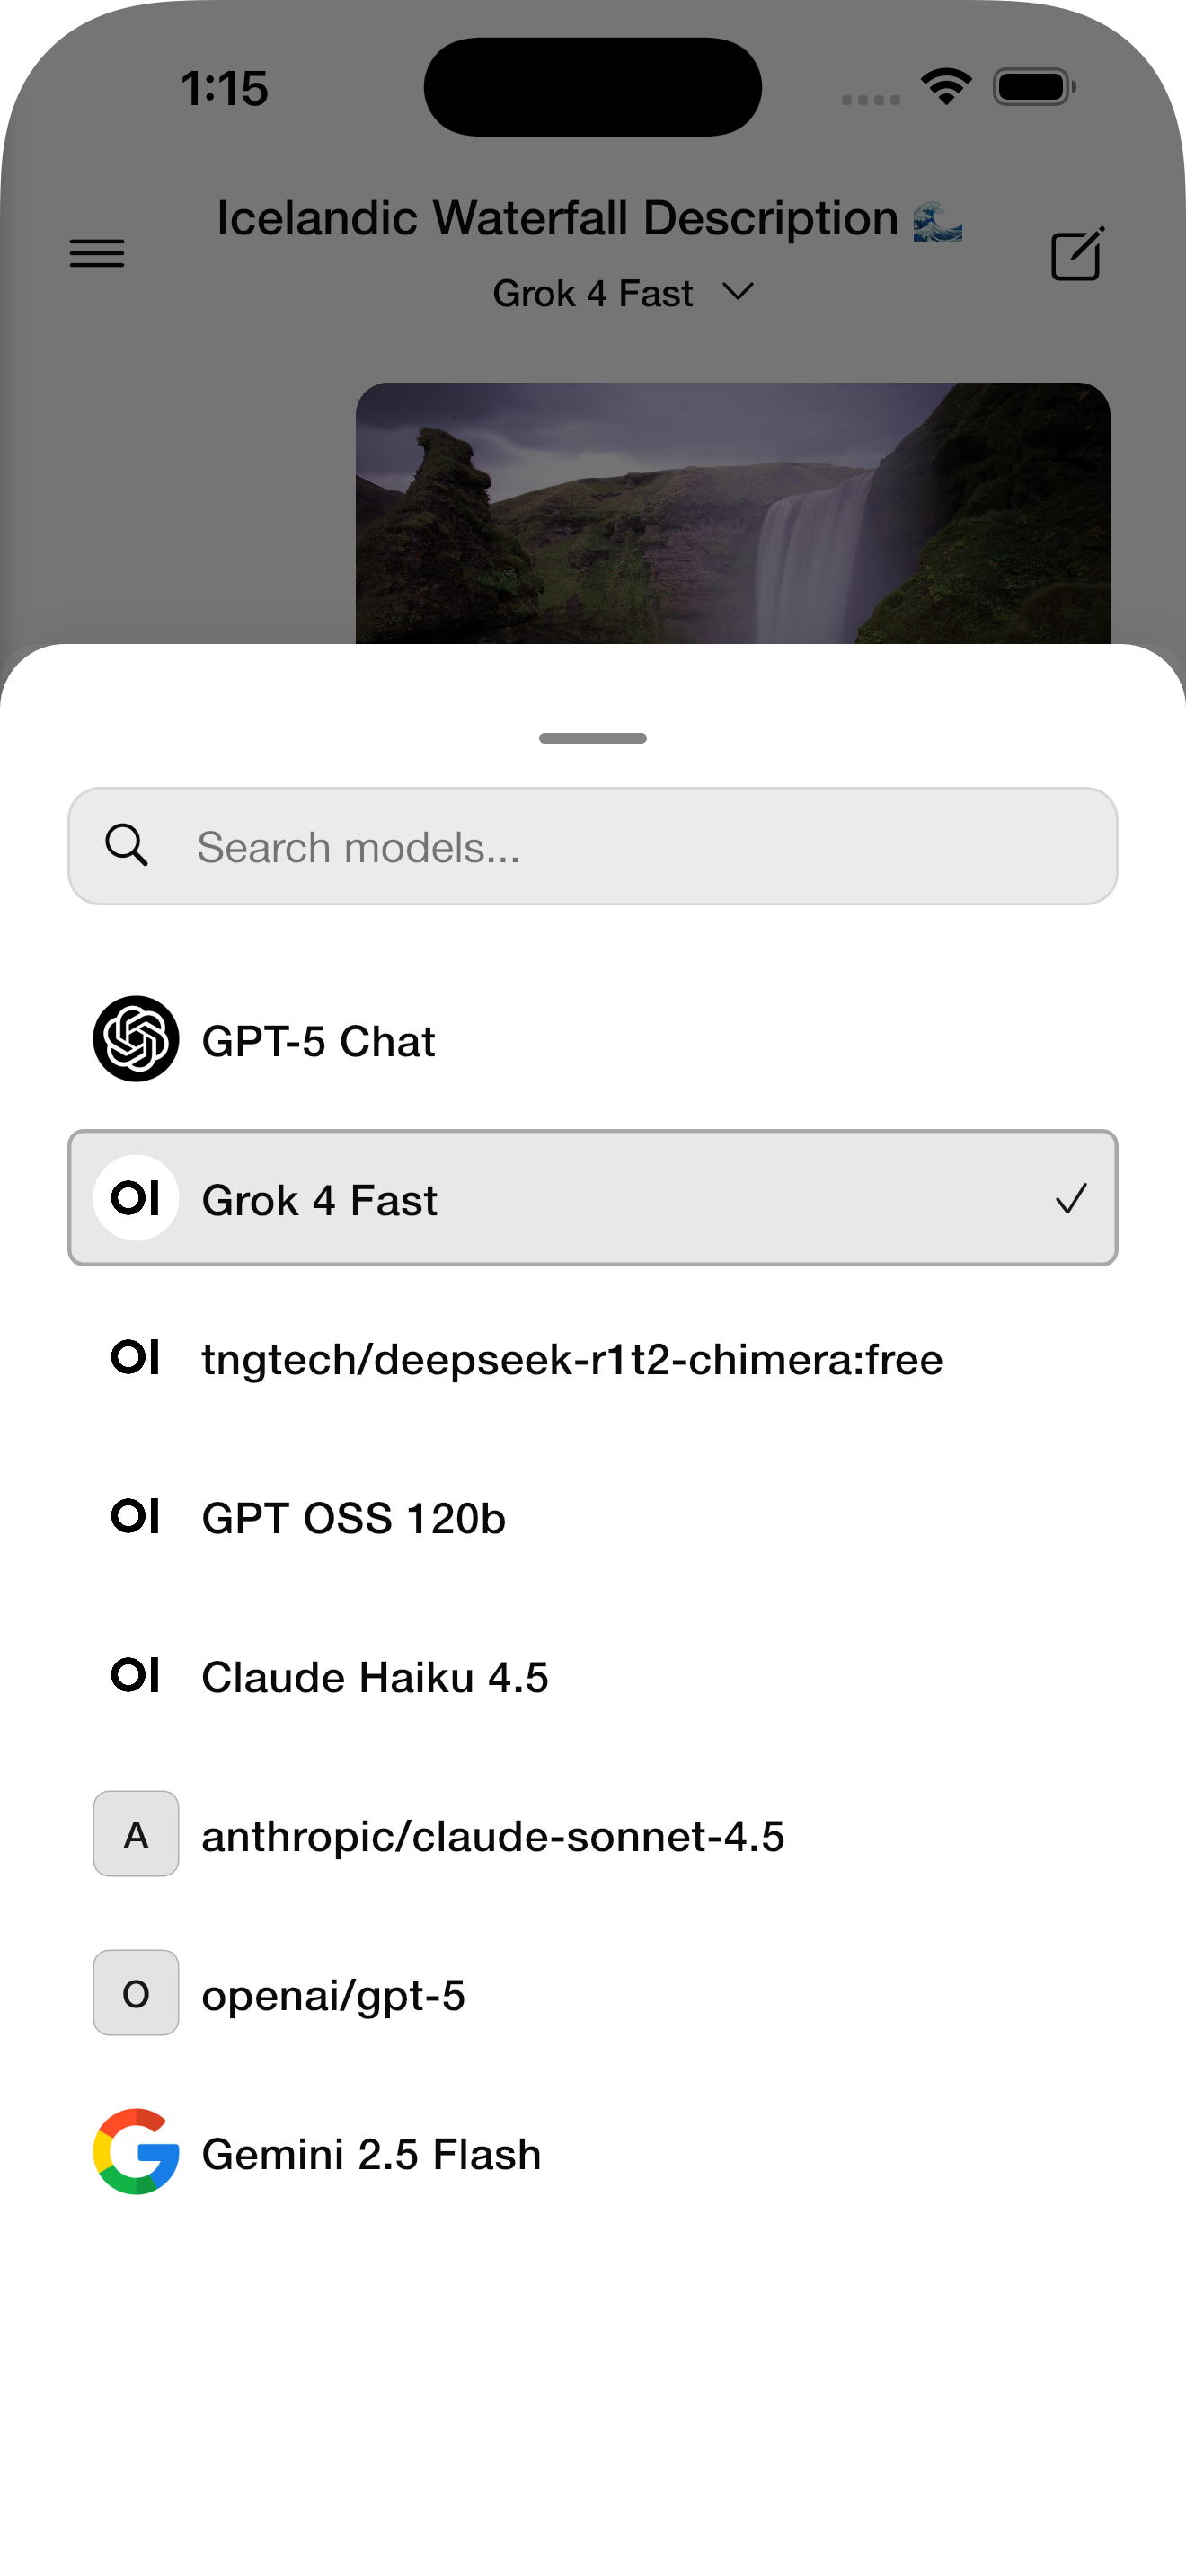 1:15
Icelandic Waterfall Description 🌊
Grok 4 Fast
Search models...
GPT-5 Chat
OI Grok 4 Fast
OI tngtech/deepseek-r1t2-chimera:free
OI GPT OSS 120b
OI Claude Haiku 4.5
A anthropic/claude-sonnet-4.5
O openai/gpt-5
G Gemini 2.5 Flash